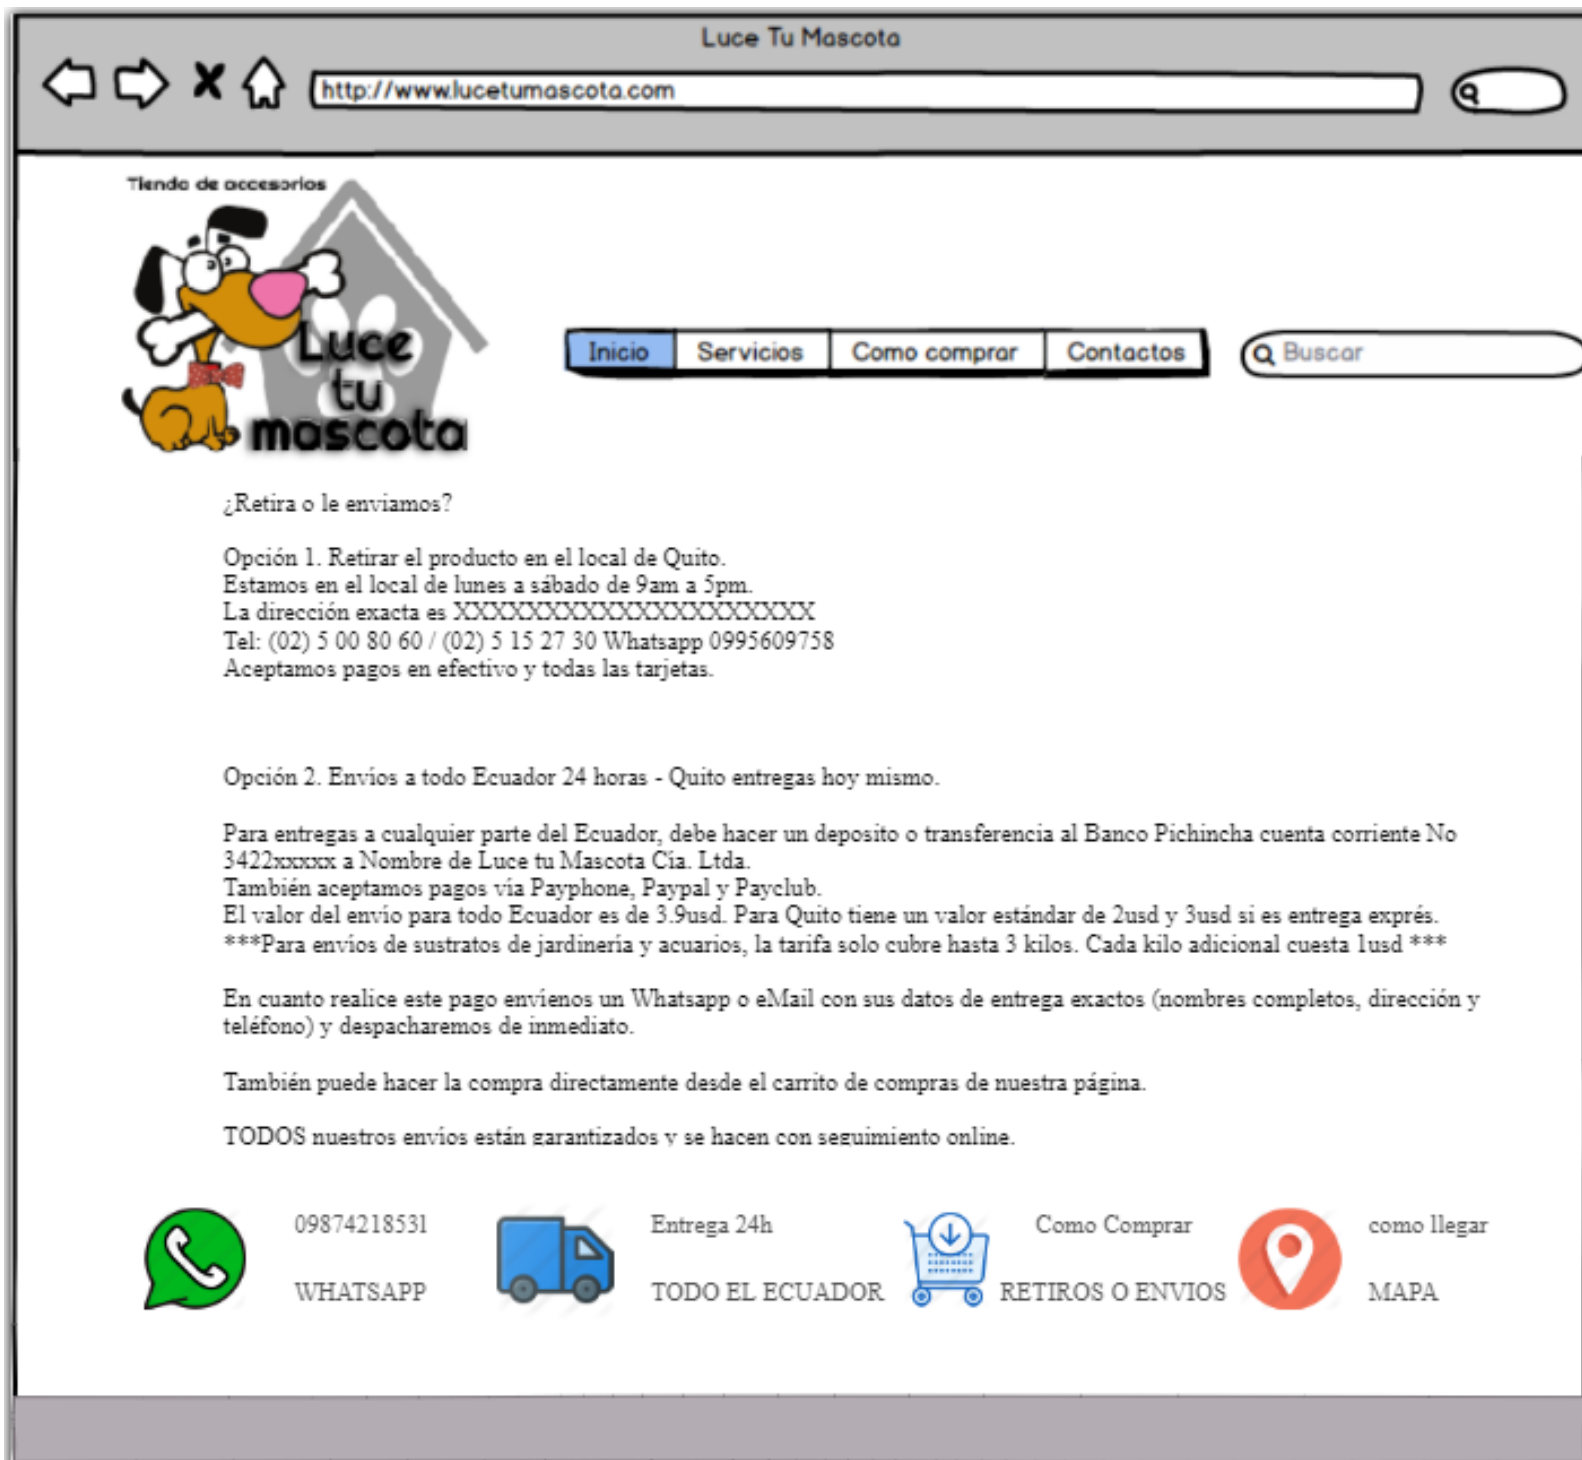 Luce Tu Mascota
http://www.lucetumascota.com
Tienda de accesorios
Luce
tu
mascota
Inicio Servicios Como comprar Contactos Buscar
¿Retira o le enviamos?
Opción 1. Retirar el producto en el local de Quito.
Estamos en el local de lunes a sábado de 9am a 5pm.
La dirección exacta es XXXXXXXXXXXXXXXXXXXX
Tel: (02) 5 00 80 60 / (02) 5 15 27 30 Whatsapp 0995609758
Aceptamos pagos en efectivo y todas las tarjetas.
Opción 2. Envíos a todo Ecuador 24 horas - Quito entregas hoy mismo.
Para entregas a cualquier parte del Ecuador, debe hacer un deposito o transferencia al Banco Pichincha cuenta corriente No
3422xxxxx a Nombre de Luce tu Mascota Cía. Ltda.
También aceptamos pagos vía Payphone, Paypal y Payclub.
El valor del envío para todo Ecuador es de 3.9usd. Para Quito tiene un valor estándar de 2usd y 3usd si es entrega exprés.
***Para envíos de sustratos de jardinería y acuarios, la tarifa solo cubre hasta 3 kilos. Cada kilo adicional cuesta 1usd ***
En cuanto realice este pago envíenos un Whatsapp o eMail con sus datos de entrega exactos (nombres completos, dirección y
teléfono) y despacharemos de inmediato.
También puede hacer la compra directamente desde el carrito de compras de nuestra página.
TODOS nuestros envíos están garantizados y se hacen con seguimiento online.
09874218531 Entrega 24h Como Comprar como llegar
WHATSAPP TODO EL ECUADOR RETIROS O ENVIOS MAPA